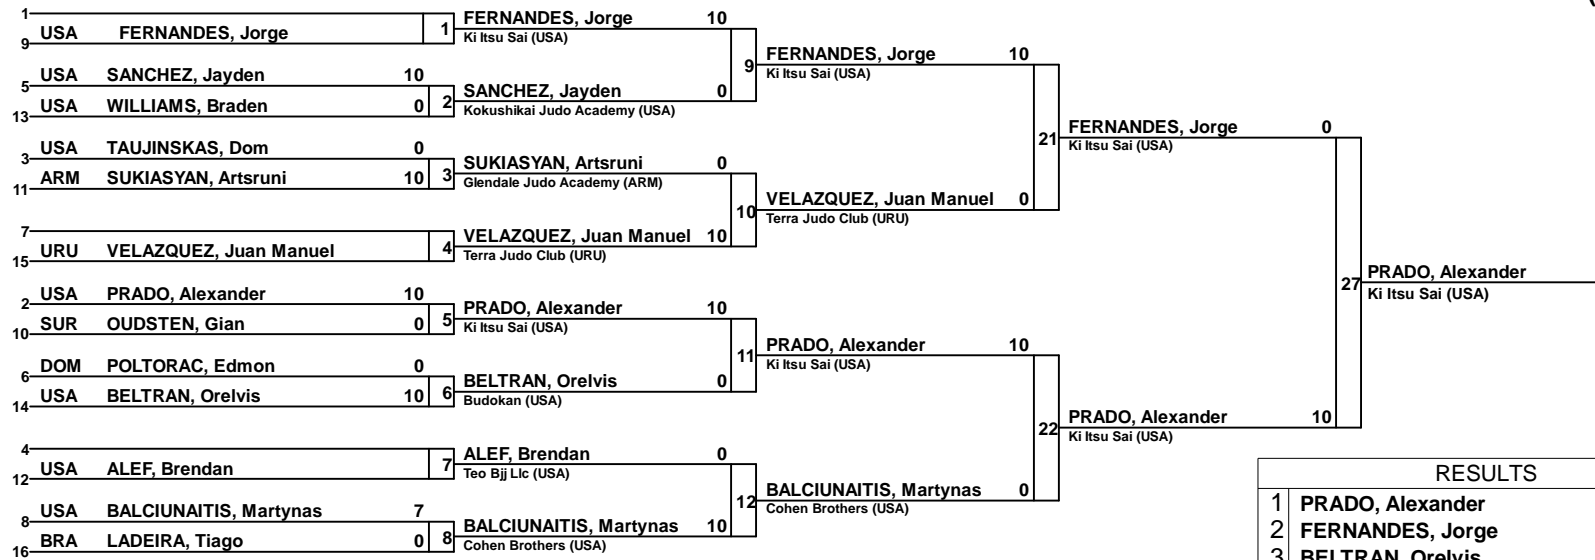 1
USA FERNANDES, Jorge
9
1
FERNANDES, Jorge 10
Ki Itsu Sai (USA)
USA SANCHEZ, Jayden 10
5
USA WILLIAMS, Braden 0
13
2
SANCHEZ, Jayden 0
Kokushikai Judo Academy (USA)
9
FERNANDES, Jorge 10
Ki Itsu Sai (USA)
USA TAUJINSKAS, Dom 0
3
ARM SUKIASYAN, Artsruni 10
11
3
SUKIASYAN, Artsruni 0
Glendale Judo Academy (ARM)
7
URU VELAZQUEZ, Juan Manuel
15
4
VELAZQUEZ, Juan Manuel 10
Terra Judo Club (URU)
10
VELAZQUEZ, Juan Manuel 0
Terra Judo Club (URU)
21
FERNANDES, Jorge 0
Ki Itsu Sai (USA)
USA PRADO, Alexander 10
2
SUR OUDSTEN, Gian 0
10
5
PRADO, Alexander 10
Ki Itsu Sai (USA)
DOM POLTORAC, Edmon 0
6
USA BELTRAN, Orelvis 10
14
6
BELTRAN, Orelvis 0
Budokan (USA)
11
PRADO, Alexander 10
Ki Itsu Sai (USA)
4
USA ALEF, Brendan
12
7
ALEF, Brendan 0
Teo Bjj Llc (USA)
USA BALCIUNAITIS, Martynas 7
8
BRA LADEIRA, Tiago 0
16
8
BALCIUNAITIS, Martynas 10
Cohen Brothers (USA)
12
BALCIUNAITIS, Martynas 0
Cohen Brothers (USA)
22
PRADO, Alexander 10
Ki Itsu Sai (USA)
27
PRADO, Alexander
Ki Itsu Sai (USA)
RESULTS
1 PRADO, Alexander
2 FERNANDES, Jorge
3 BELTRAN, Orelvis